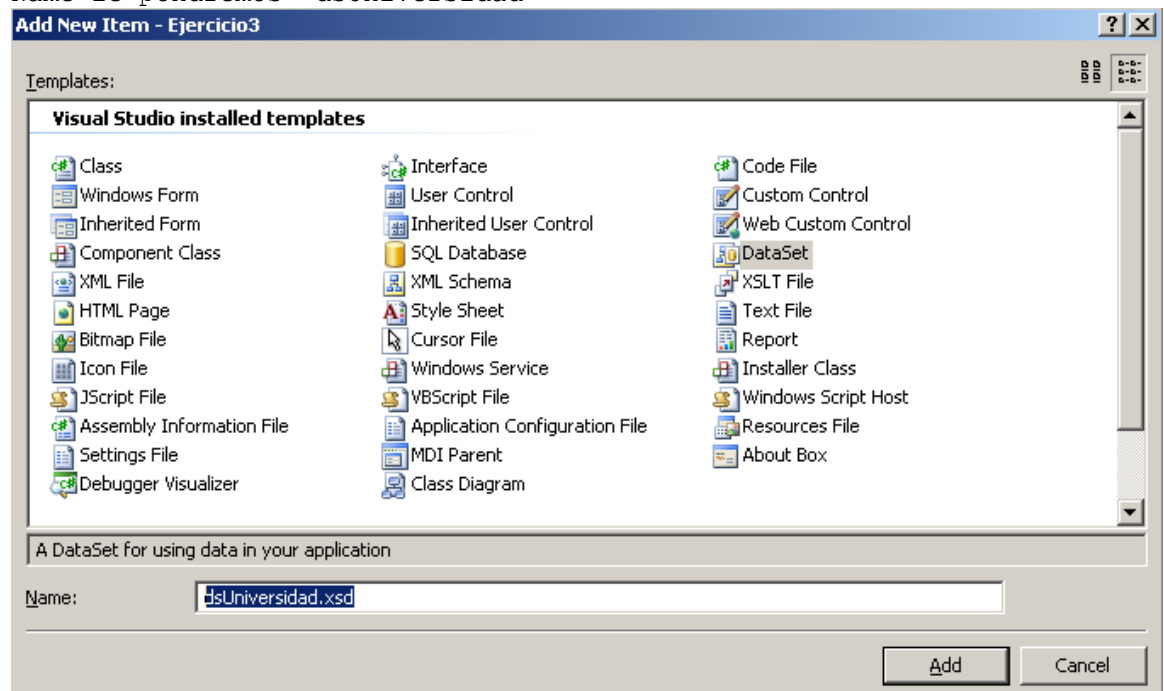 Name le pondremos "dsUniversidad"
Add New Item - Ejercicio3
Templates:
Visual Studio installed templates
Class
Interface
Code File
Windows Form
User Control
Custom Control
Inherited Form
Inherited User Control
Web Custom Control
Component Class
SQL Database
DataSet
XML File
XML Schema
XSLT File
HTML Page
Style Sheet
Text File
Bitmap File
Cursor File
Report
Icon File
Windows Service
Installer Class
JScript File
VBScript File
Windows Script Host
Assembly Information File
Application Configuration File
Resources File
Settings File
MDI Parent
About Box
Debugger Visualizer
Class Diagram
A DataSet for using data in your application
Name:
dsUniversidad.xsd
Add
Cancel